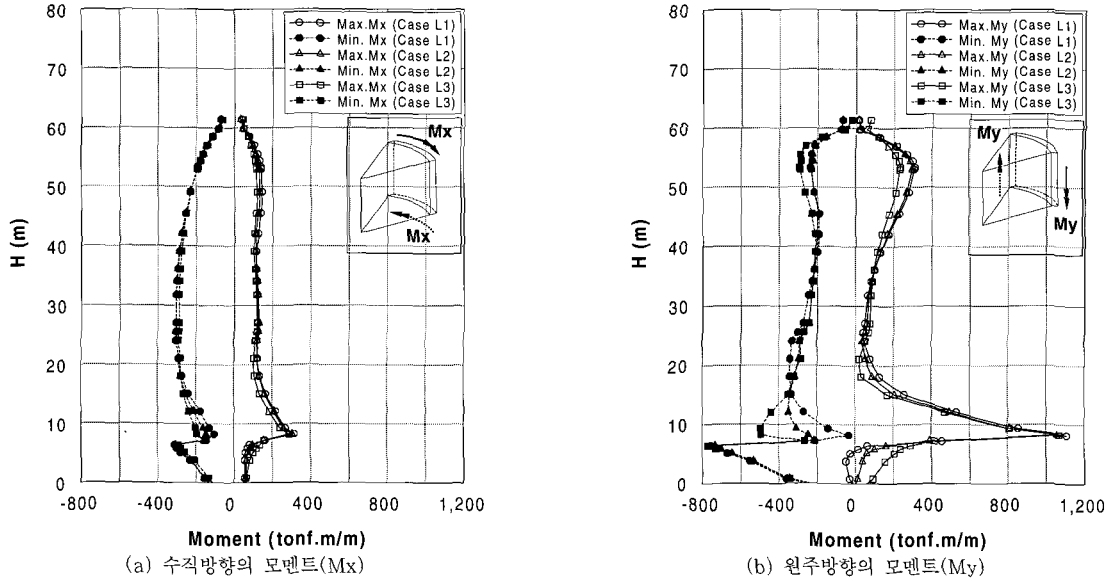 80
70
60
50
40
30
20
10
0
H (m)
Max.Mx (Case L1)
Min. Mx (Case L1)
Max.Mx (Case L2)
Min. Mx (Case L2)
Max.Mx (Case L3)
Min. Mx (Case L3)
Mx
Mx
-800 -400 0 400 800 1,200
Moment (tonf.m/m)
(a) 수직방향의 모멘트(Mx)
80
70
60
50
40
30
20
10
0
H (m)
Max.My (Case L1)
Min. My (Case L1)
Max.My (Case L2)
Min. My (Case L2)
Max.My (Case L3)
Min. My (Case L3)
My
My
-800 -400 0 400 800 1,200
Moment (tonf.m/m)
(b) 원주방향의 모멘트(My)